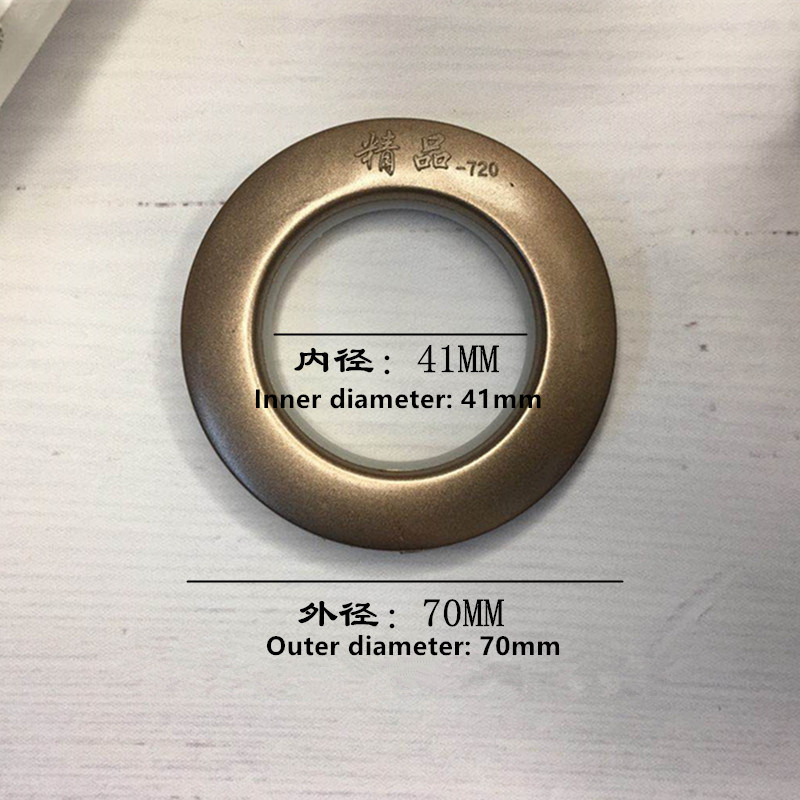 精品-720
内径：41MM
Inner diameter: 41mm
外径：70MM
Outer diameter: 70mm